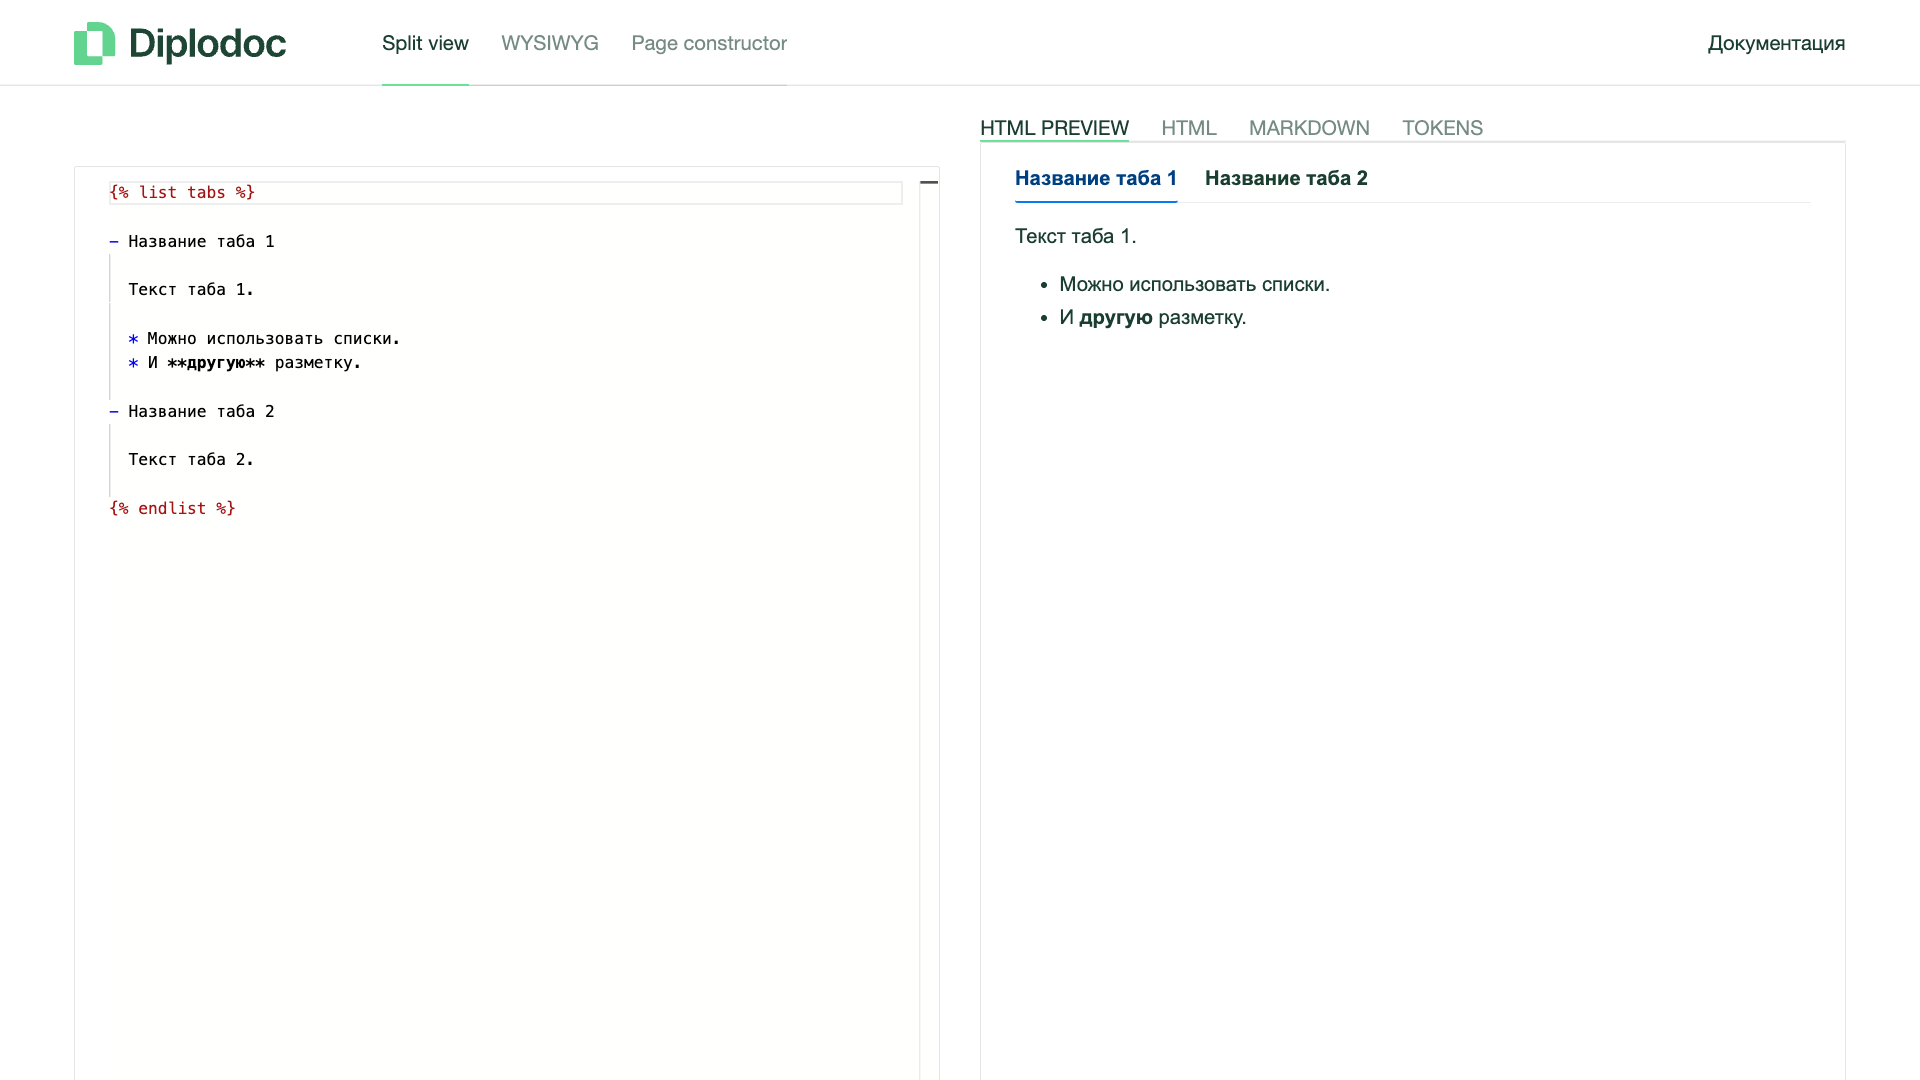 Diplodoc
Split view
WYSIWYG
Page constructor
Документация
{% list tabs %}
- Название таба 1
Текст таба 1.
* Можно использовать списки.
* И **другую** разметку.
- Название таба 2
Текст таба 2.
{% endlist %}
HTML PREVIEW
HTML
MARKDOWN
TOKENS
Название таба 1
Название таба 2
Текст таба 1.
• Можно использовать списки.
• И другую разметку.